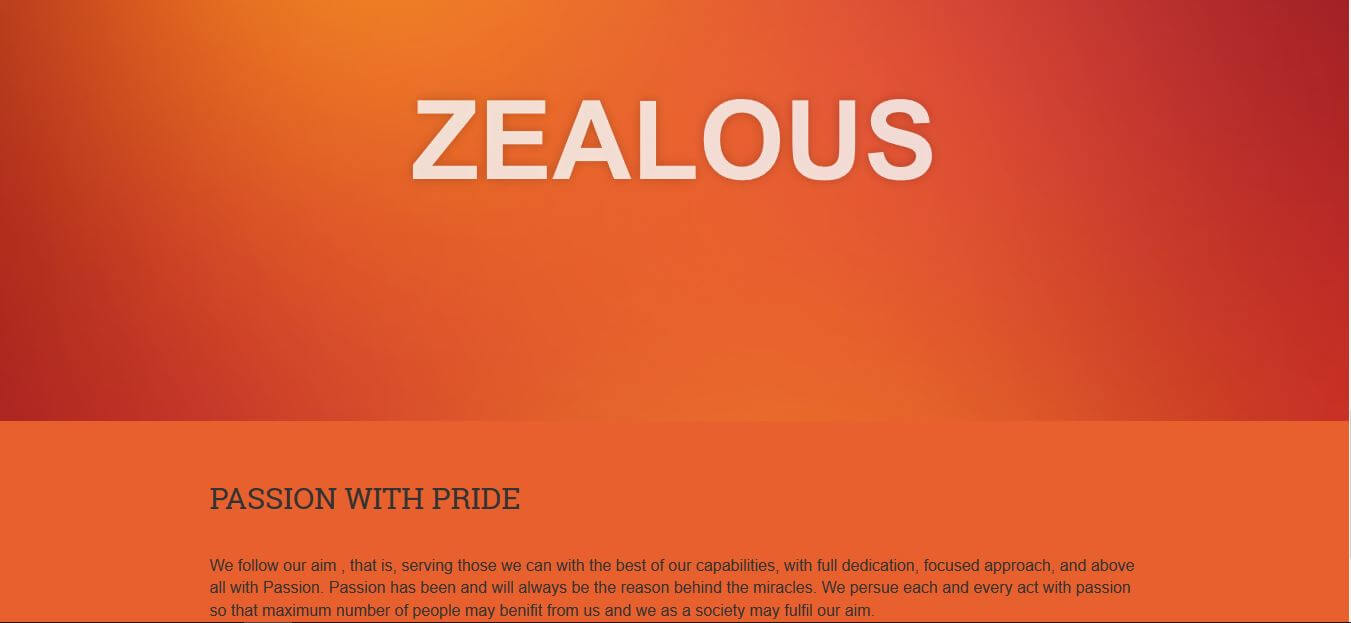 ZEALOUS
PASSION WITH PRIDE
We follow our aim , that is, serving those we can with the best of our capabilities, with full dedication, focused approach, and above
all with Passion. Passion has been and will always be the reason behind the miracles. We persue each and every act with passion
so that maximum number of people may benifit from us and we as a society may fulfil our aim.